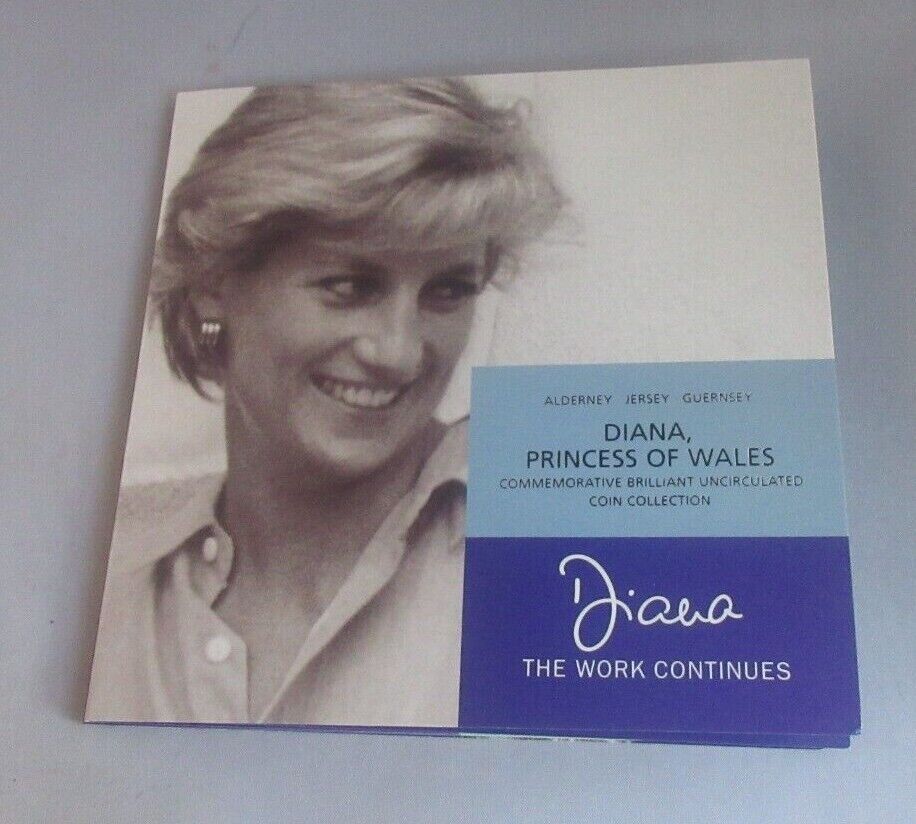 ALDERNEY JERSEY GUERNSEY
DIANA,
PRINCESS OF WALES
COMMEMORATIVE BRILLIANT UNCIRCULATED
COIN COLLECTION
Diana
THE WORK CONTINUES